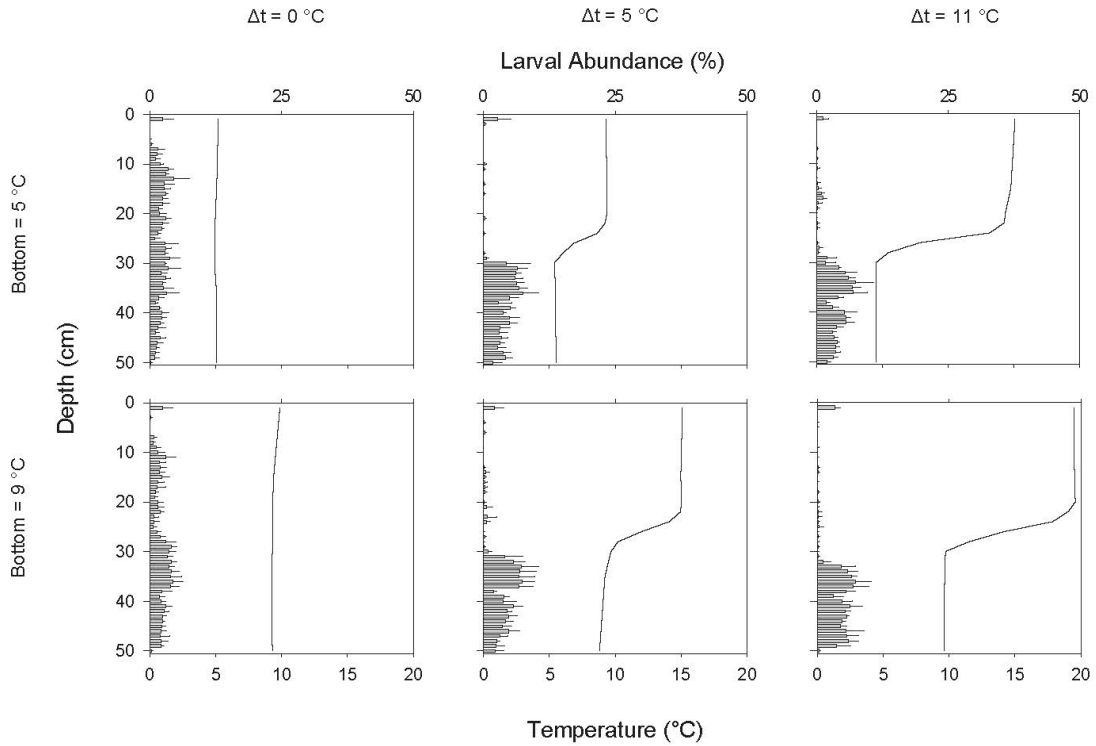 Δt = 0 °C Δt = 5 °C Δt = 11 °C
Larval Abundance (%)
0 25 50 0 25 50 0 25 50
Bottom = 5 °C
0
10
20
30
40
50
Depth (cm)
Bottom = 9 °C
0
10
20
30
40
50
0 5 10 15 20 0 5 10 15 20 0 5 10 15 20
Temperature (°C)